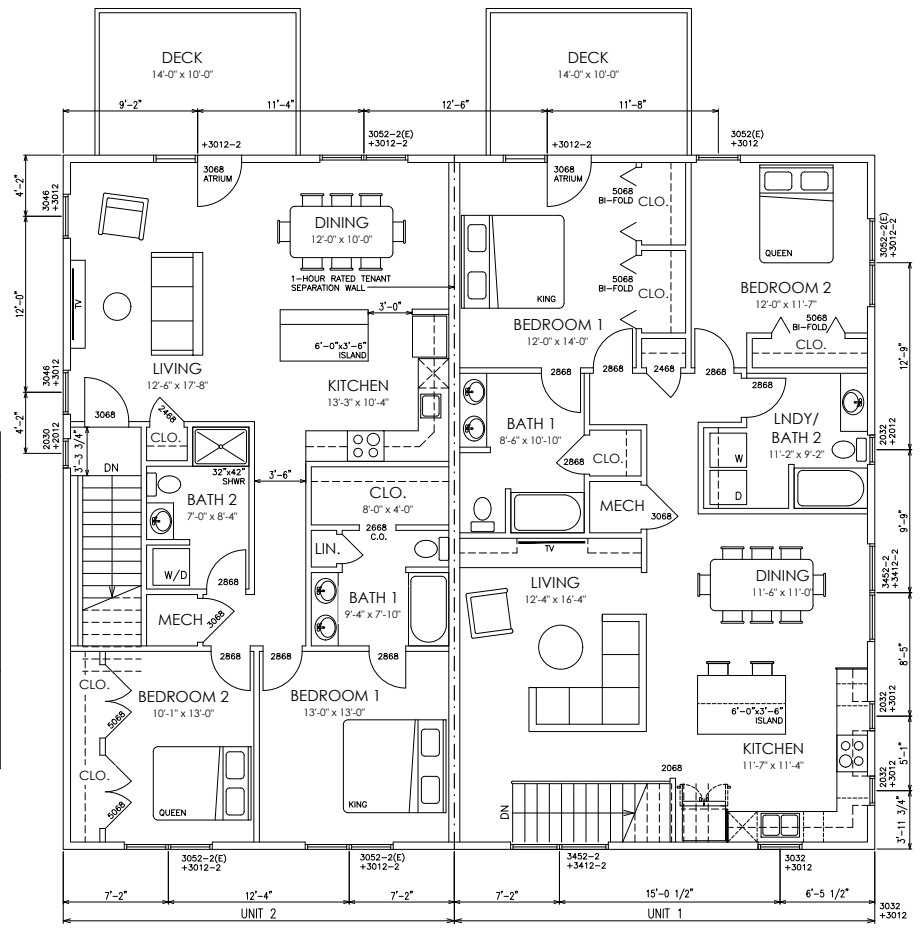 DECK
14'-0" x 10'-0"
DECK
14'-0" x 10'-0"
9'-2"
11'-4"
12'-6"
11'-8"
+3012-2
3052-2(E)
+3012-2
+3012-2
3052(E)
+3012
3068
ATRIUM
3068
ATRIUM
4'-2"
3046
+3012
DINING
12'-0" x 10'-0"
5068
BI-FOLD
CLO.
QUEEN
3052-2(E)
+3012-2
1-HOUR RATED TENANT
SEPARATION WALL
KING
5068
BI-FOLD
CLO.
BEDROOM 2
12'-0" x 11'-7"
TV
12'-0"
3'-0"
6'-0"x3'-6"
ISLAND
BEDROOM 1
12'-0" x 14'-0"
5068
BI-FOLD
CLO.
12'-9"
LIVING
12'-6" x 17'-8"
KITCHEN
13'-3" x 10'-4"
3046
+3012
2868
2868
2468
2868
2868
3068
2468
4'-2"
2030
+2012
3'-3 3/4"
CLO.
BATH 1
8'-6" x 10'-10"
LNDY/
BATH 2
11'-2" x 9'-2"
2032
+2012
DN
32"x42"
SHWR
3'-6"
2868
CLO.
W
D
BATH 2
7'-0" x 8'-4"
CLO.
8'-0" x 4'-0"
MECH
3068
2668
C.O.
LIN.
TV
9'-9"
W/D
2868
LIVING
12'-4" x 16'-4"
DINING
11'-6" x 11'-0"
3452-2
+3412-2
BATH 1
9'-4" x 7'-10"
MECH
3068
2868
2868
2868
8'-5"
CLO.
BEDROOM 2
10'-1" x 13'-0"
BEDROOM 1
13'-0" x 13'-0"
5068
6'-0"x3'-6"
ISLAND
2032
+3012
KITCHEN
11'-7" x 11'-4"
5'-1"
CLO.
2068
2032
+3012
5068
QUEEN
KING
DN
3'-11 3/4"
3052-2(E)
+3012-2
3052-2(E)
+3012-2
3452-2
+3412-2
3032
+3012
7'-2"
12'-4"
7'-2"
7'-2"
15'-0 1/2"
6'-5 1/2"
UNIT 2
UNIT 1
3032
+3012